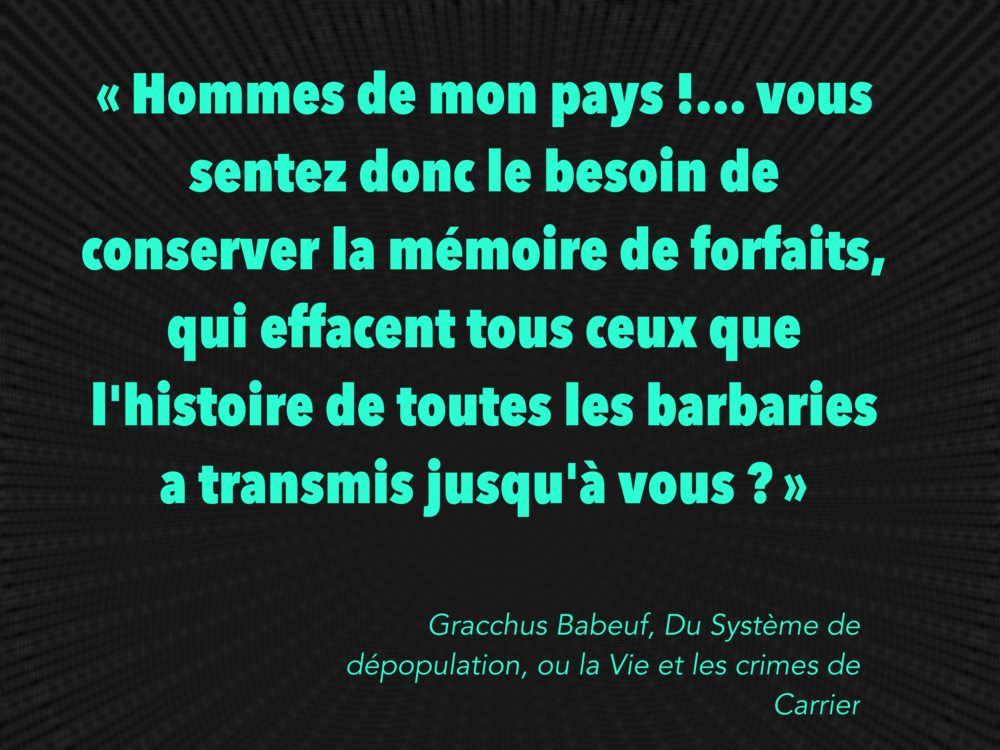 « Hommes de mon pays !... vous
sentez donc le besoin de
conserver la mémoire de forfaits,
qui effacent tous ceux que
l'histoire de toutes les barbaries
a transmis jusqu'à vous ? »
Gracchus Babeuf, Du Système de
dépopulation, ou la Vie et les crimes de
Carrier